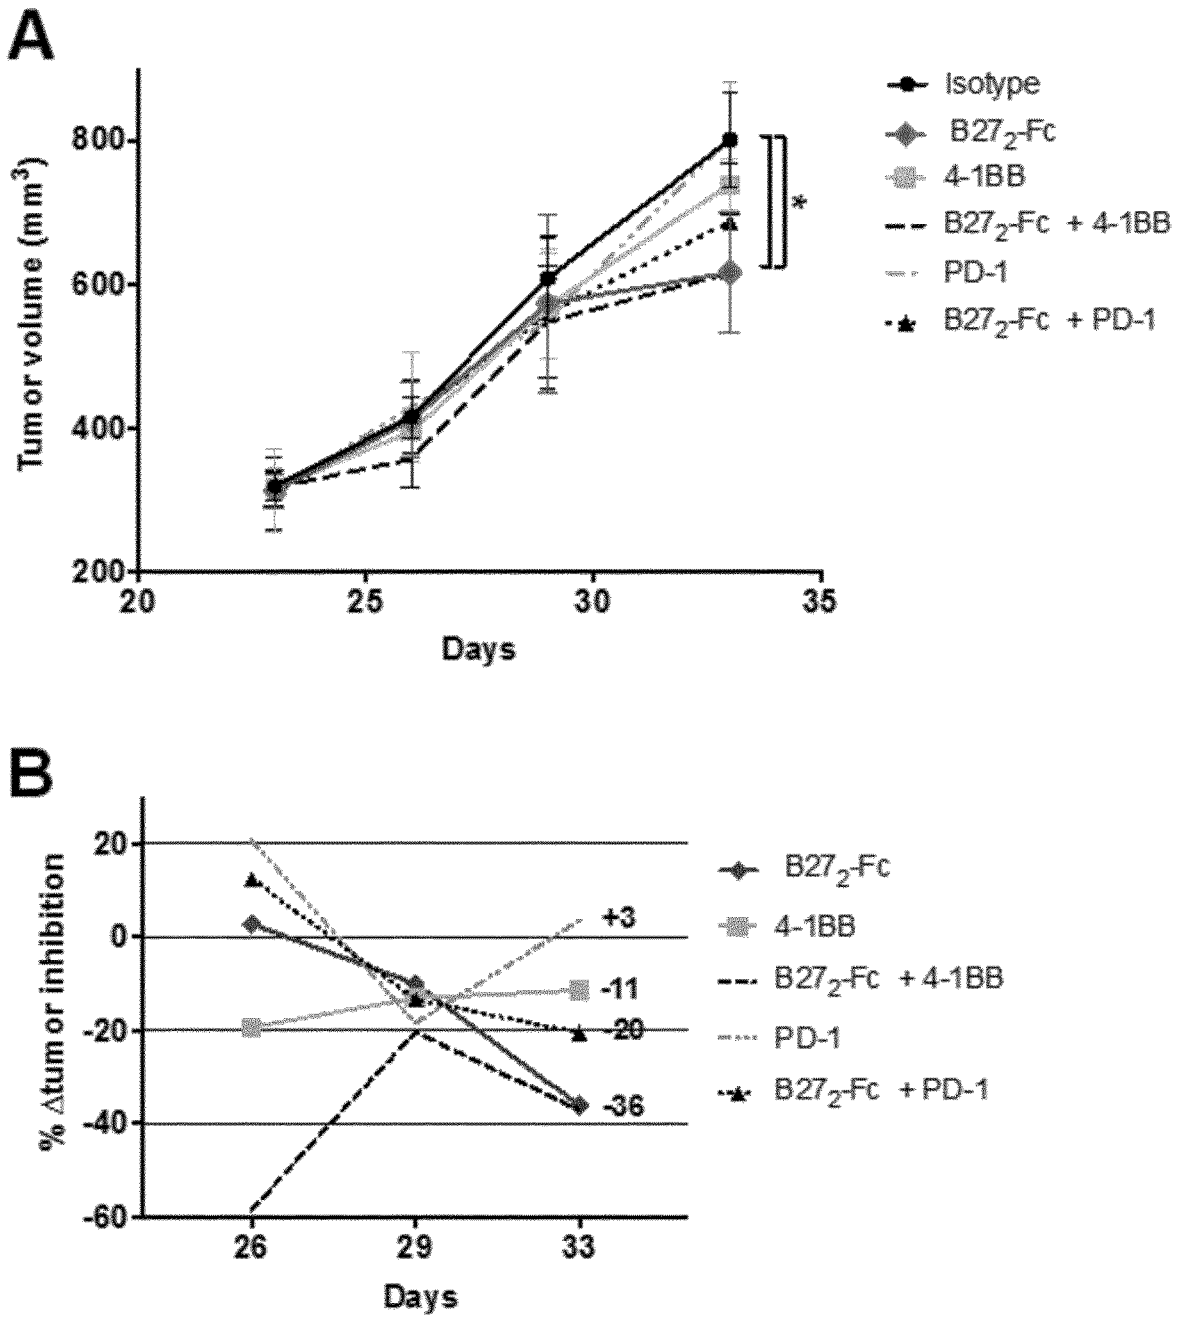 A
Tumor volume (mm³)
800
600
400
200
20 25 30 35
Days
*
Isotype
B27₂-Fc
4-1BB
B27₂-Fc + 4-1BB
PD-1
B27₂-Fc + PD-1
B
% Δtumor inhibition
20
0
-20
-40
-60
26 29 33
Days
+3
-11
-20
-36
B27₂-Fc
4-1BB
B27₂-Fc + 4-1BB
PD-1
B27₂-Fc + PD-1